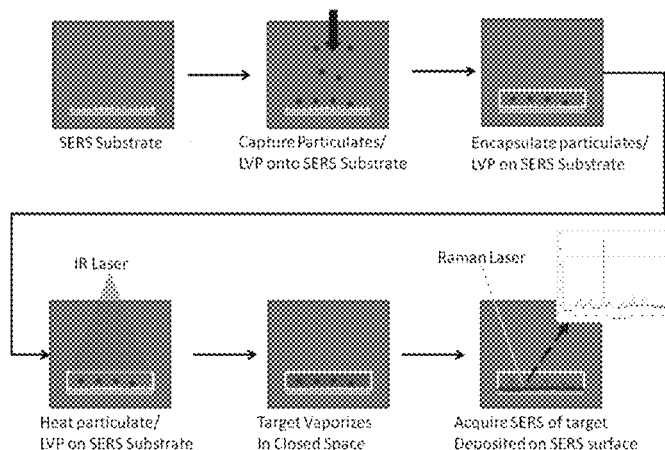 SERS Substrate
Capture Particulates/
LVP onto SERS Substrate
Encapsulate particulates/
LVP on SERS Substrate
IR Laser
Raman Laser
Heat particulate/
LVP on SERS Substrate
Target Vaporizes
In Closed Space
Acquire SERS of target
Deposited on SERS surface